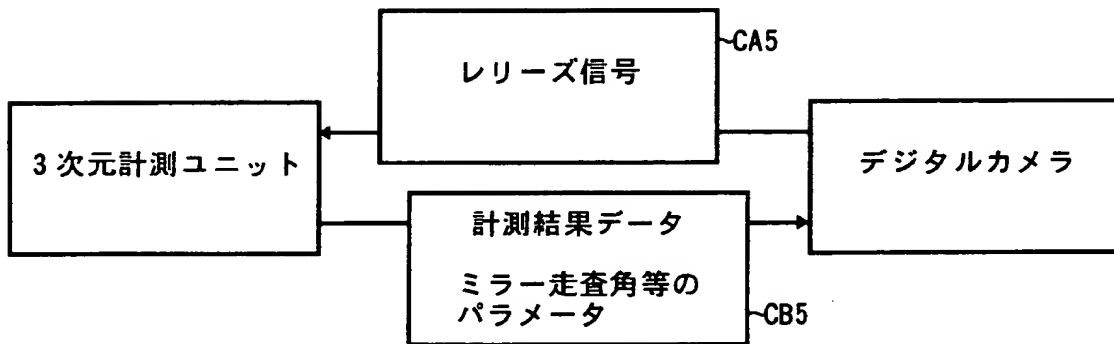 レリーズ信号
CA5
3次元計測ユニット
デジタルカメラ
計測結果データ
ミラー走査角等の
パラメータ
CB5